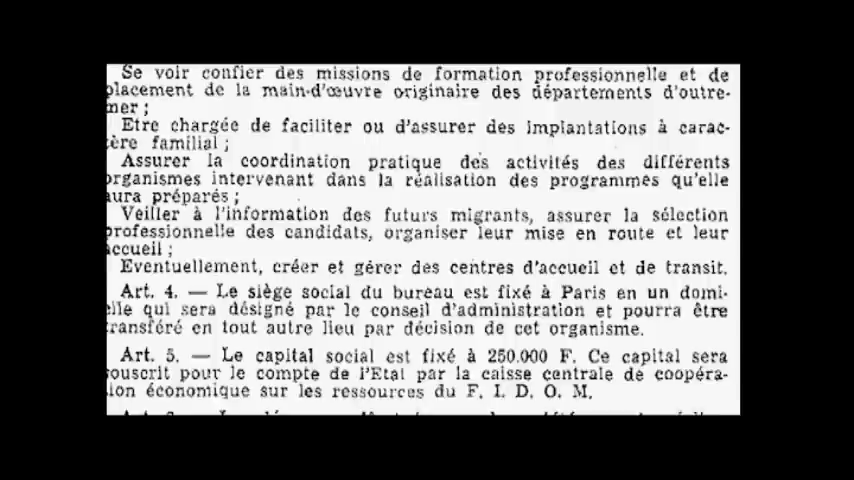 Se voir confier des missions de formation professionnelle et de
placement de la main-d'œuvre originaire des départements d'outre-
mer ;
Etre chargée de faciliter ou d'assurer des implantations à carac-
tère familial ;
Assurer la coordination pratique des activités des différents
organismes intervenant dans la réalisation des programmes qu'elle
aura préparés ;
Veiller à l'information des futurs migrants, assurer la sélection
professionnelle des candidats, organiser leur mise en route et leur
accueil ;
Eventuellement, créer et gérer des centres d'accueil et de transit.
Art. 4. — Le siège social du bureau est fixé à Paris en un domi-
cile qui sera désigné par le conseil d'administration et pourra être
transféré en tout autre lieu par décision de cet organisme.
Art. 5. — Le capital social est fixé à 250.000 F. Ce capital sera
souscrit pour le compte de l'Etat par la caisse centrale de coopéra-
tion économique sur les ressources du F. I. D. O. M.